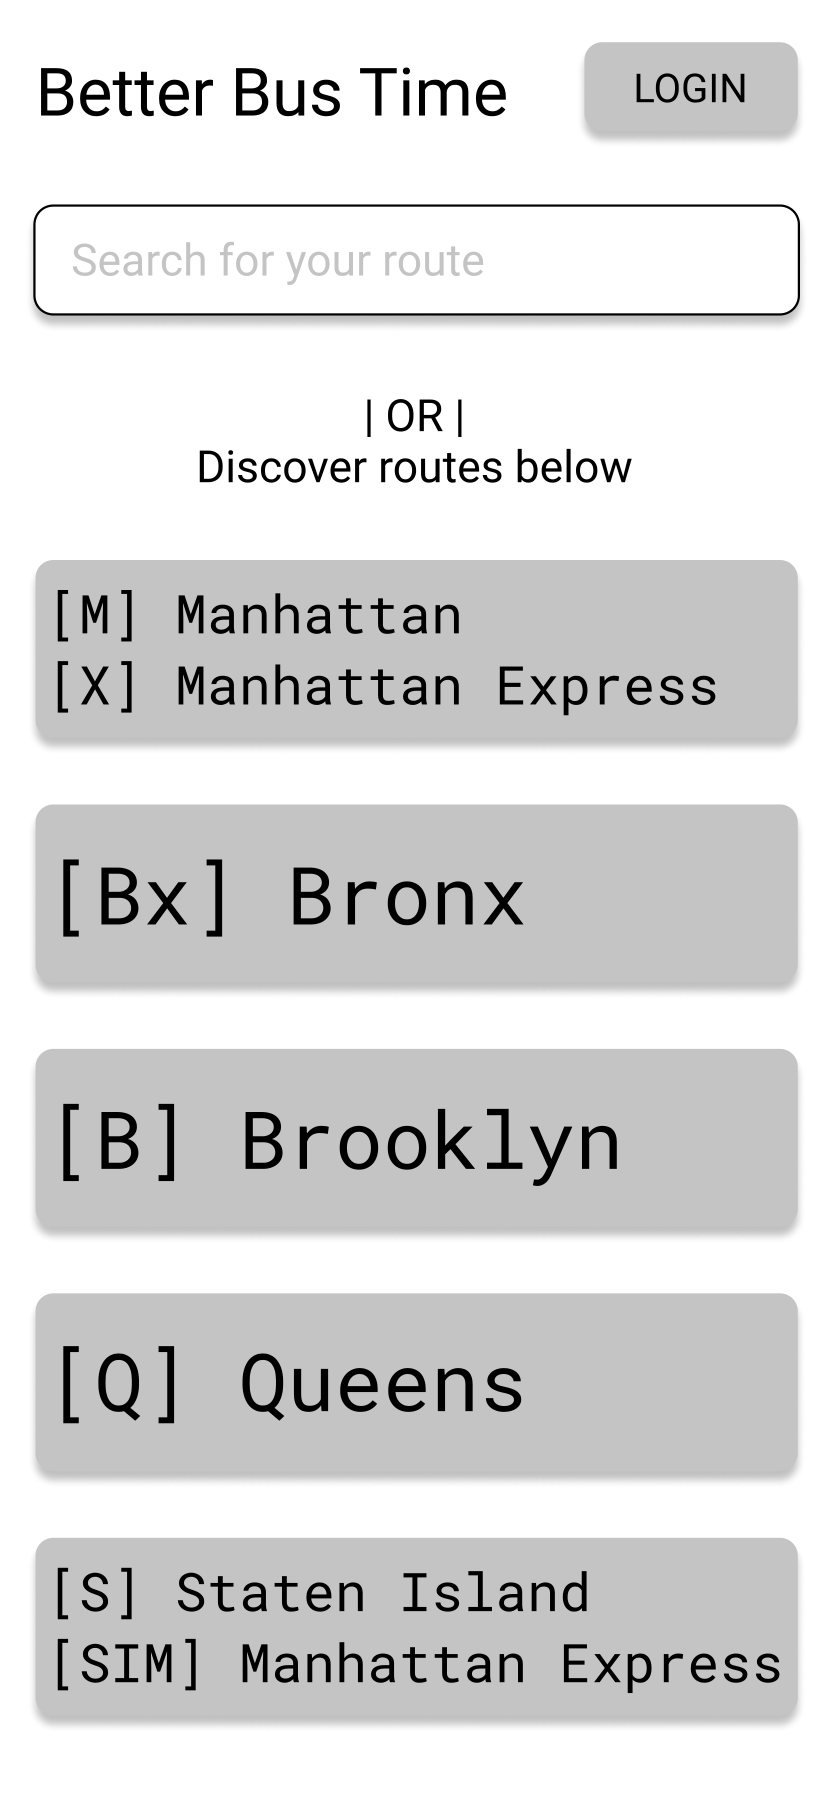 Better Bus Time
LOGIN
Search for your route
| OR |
Discover routes below
[M] Manhattan
[X] Manhattan Express
[Bx] Bronx
[B] Brooklyn
[Q] Queens
[S] Staten Island
[SIM] Manhattan Express